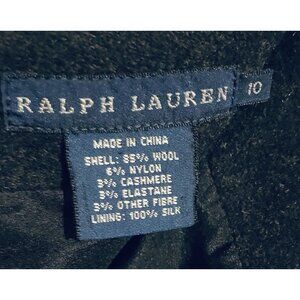 RALPH LAUREN 10
MADE IN CHINA
SHELL: 85% WOOL
6% NYLON
3% CASHMERE
3% ELASTANE
3% OTHER FIBRE
LINING: 100% SILK